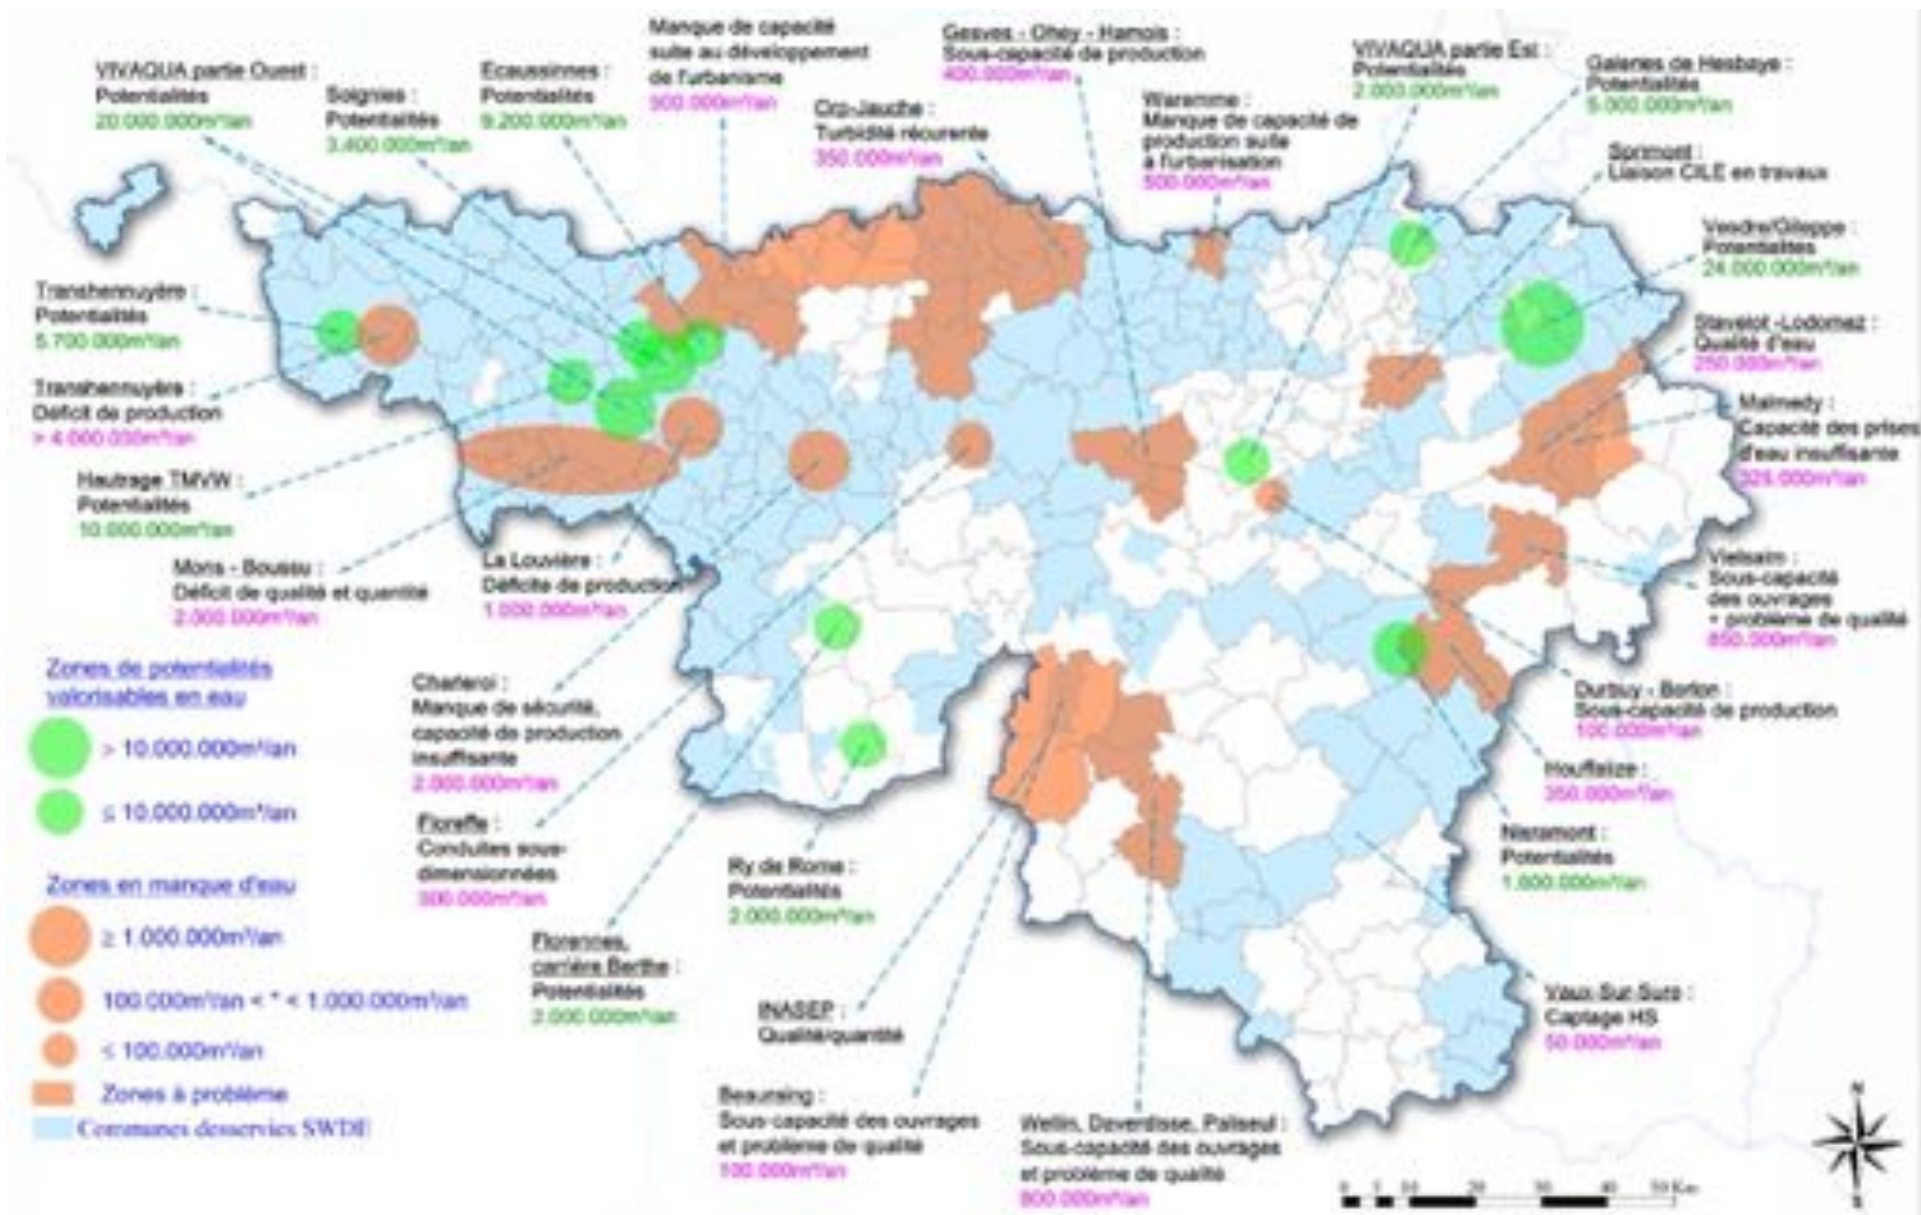 VIVAQUA partie Ouest :
Potentialités
20.000.000m³/an
Soignies :
Potentialités
3.400.000m³/an
Ecaussinnes :
Potentialités
9.200.000m³/an
Manque de capacité
suite au développement
de l'urbanisme
500.000m³/an
Orp-Jauche :
Turbidité récurente
350.000m³/an
Gesves - Ohey - Hamois :
Sous-capacité de production
400.000m³/an
Waremme :
Manque de capacité de
production suite
à l'urbanisation
500.000m³/an
VIVAQUA partie Est :
Potentialités
2.000.000m³/an
Galeries de Hesbaye :
Potentialités
5.000.000m³/an
Sprimont :
Liaison CILE en travaux
Vesdre/Gileppe :
Potentialités
24.000.000m³/an
Stavelot -Lodomez :
Qualité d'eau
250.000m³/an
Malmedy :
Capacité des prises
d'eau insuffisante
325.000m³/an
Vielsalm :
Sous-capacité
des ouvrages
+ problème de qualité
850.000m³/an
Durbuy - Borlon :
Sous-capacité de production
100.000m³/an
Houffalize :
350.000m³/an
Nisramont :
Potentialités
1.600.000m³/an
Vaux-Sur-Sure :
Captage HS
50.000m³/an
Transhennuyère :
Potentialités
5.700.000m³/an
Transhennuyère :
Déficit de production
> 4.000.000m³/an
Hautrage TMVW :
Potentialités
10.000.000m³/an
Mons - Boussu :
Déficit de qualité et quantité
2.000.000m³/an
La Louvière :
Déficite de production
1.000.000m³/an
Charleroi :
Manque de sécurité,
capacité de production
insuffisante
2.000.000m³/an
Floreffe :
Conduites sous-
dimensionnées
300.000m³/an
Florennes,
carrière Berthe :
Potentialités
2.000.000m³/an
Ry de Rome :
Potentialités
2.000.000m³/an
INASEP :
Qualité/quantité
Beauraing :
Sous-capacité des ouvrages
et problème de qualité
100.000m³/an
Wellin, Daverdisse, Paliseul :
Sous-capacité des ouvrages
et problème de qualité
800.000m³/an
Zones de potentialités
valorisables en eau
> 10.000.000m³/an
≤ 10.000.000m³/an
Zones en manque d'eau
≥ 1.000.000m³/an
100.000m³/an < * < 1.000.000m³/an
≤ 100.000m³/an
Zones à problème
Communes desservies SWDE
N
S
0 5 10 20 30 40 50 Km